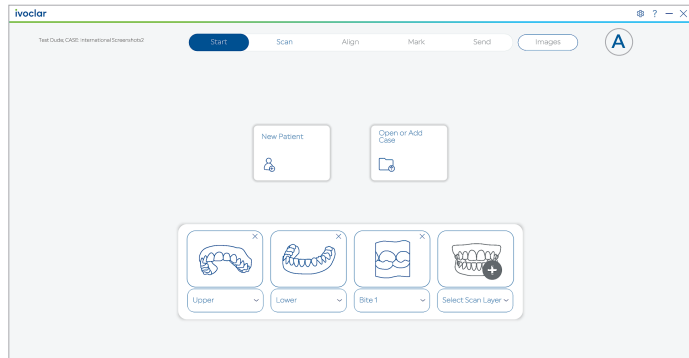 ivoclar
?
Test Dude, CASE: International Screenshots2
Start
Scan
Align
Mark
Send
Images
A
New Patient
Open or Add
Case
Upper
Lower
Bite 1
Select Scan Layer